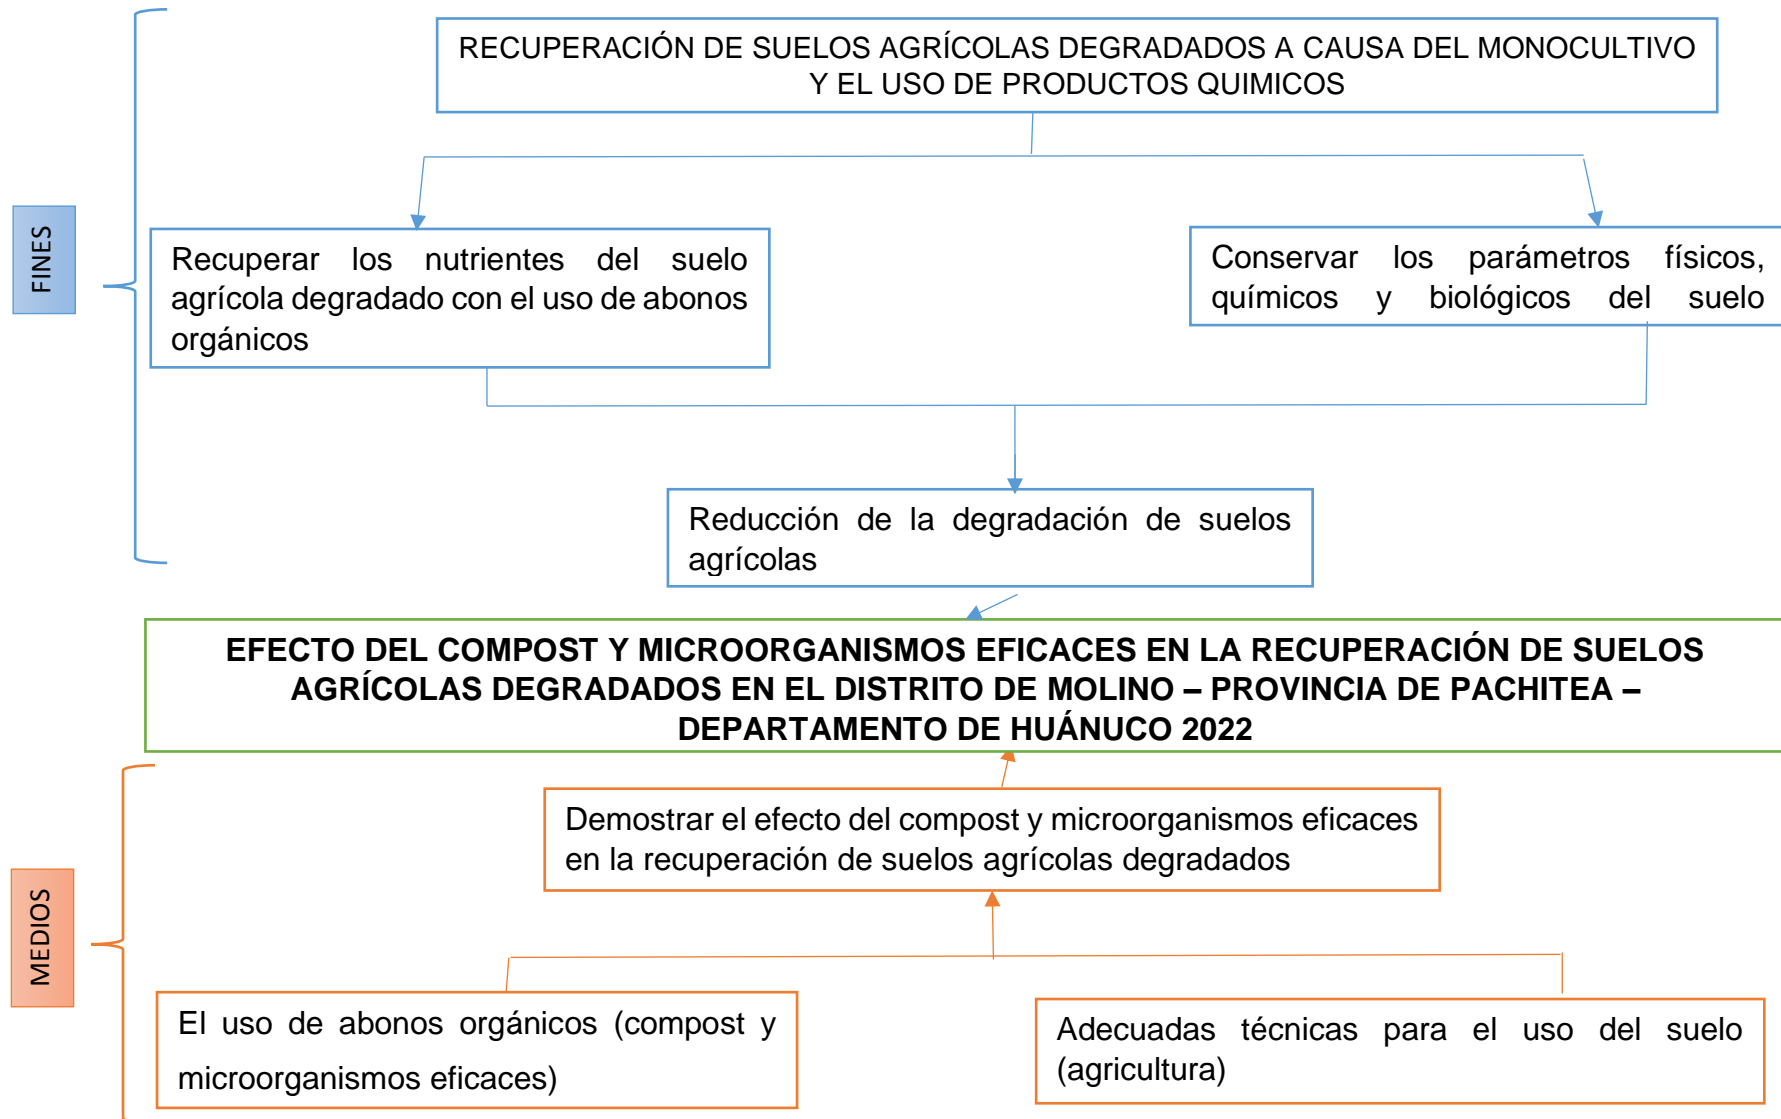 RECUPERACIÓN DE SUELOS AGRÍCOLAS DEGRADADOS A CAUSA DEL MONOCULTIVO
Y EL USO DE PRODUCTOS QUIMICOS
FINES
Recuperar los nutrientes del suelo
agrícola degradado con el uso de abonos
orgánicos
Conservar los parámetros físicos,
químicos y biológicos del suelo
Reducción de la degradación de suelos
agrícolas
EFECTO DEL COMPOST Y MICROORGANISMOS EFICACES EN LA RECUPERACIÓN DE SUELOS
AGRÍCOLAS DEGRADADOS EN EL DISTRITO DE MOLINO – PROVINCIA DE PACHITEA –
DEPARTAMENTO DE HUÁNUCO 2022
Demostrar el efecto del compost y microorganismos eficaces
en la recuperación de suelos agrícolas degradados
MEDIOS
El uso de abonos orgánicos (compost y
microorganismos eficaces)
Adecuadas técnicas para el uso del suelo
(agricultura)